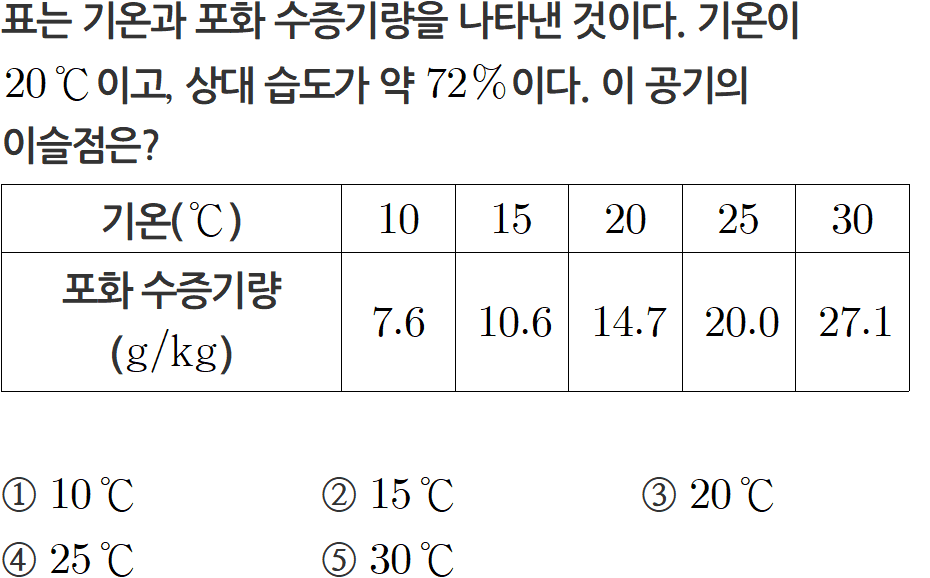 표는 기온과 포화 수증기량을 나타낸 것이다. 기온이
20℃이고, 상대 습도가 약 72%이다. 이 공기의
이슬점은?
기온(℃) 10 15 20 25 30
포화 수증기량
(g/kg) 7.6 10.6 14.7 20.0 27.1
① 10℃ ② 15℃ ③ 20℃
④ 25℃ ⑤ 30℃